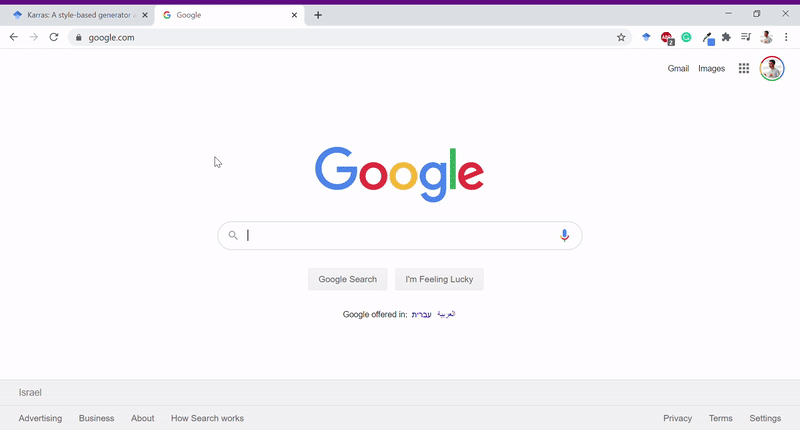 Karras: A style-based generator
Google
google.com
2
Gmail Images
Google
Google Search I'm Feeling Lucky
Google offered in: עברית العربية
Israel
Advertising Business About How Search works Privacy Terms Settings